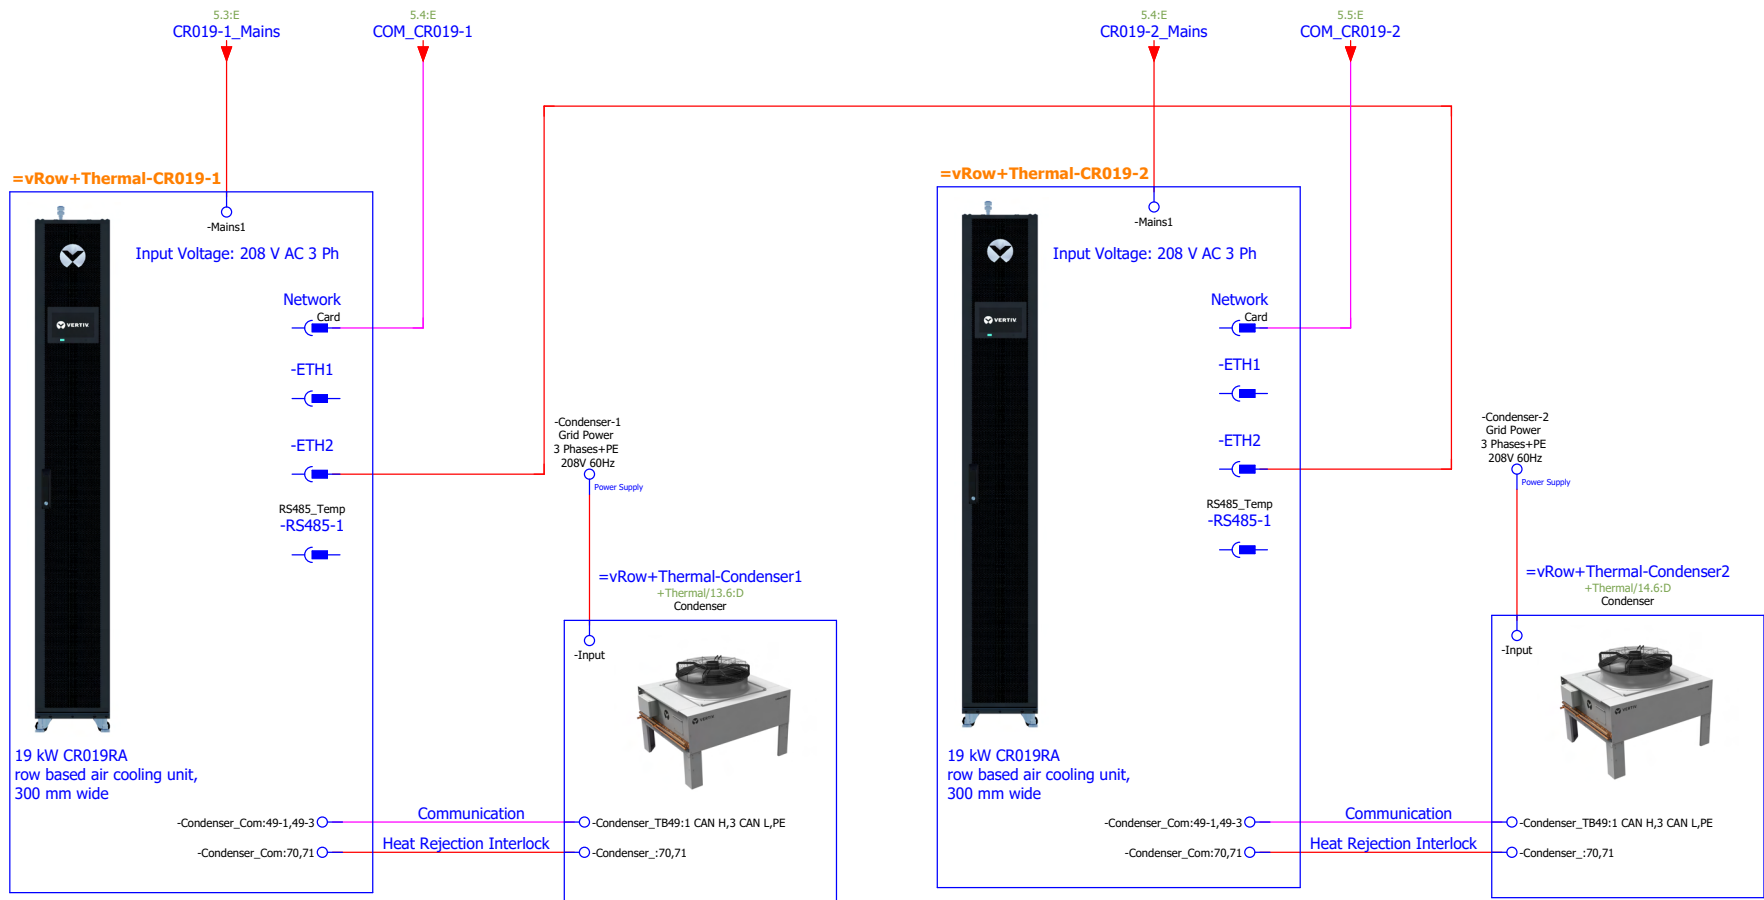 5.3:E
CR019-1_Mains
5.4:E
COM_CR019-1
5.4:E
CR019-2_Mains
5.5:E
COM_CR019-2
=vRow+Thermal-CR019-1
-Mains1
Input Voltage: 208 V AC 3 Ph
Network
Card
VERTIV
-ETH1
-ETH2
RS485_Temp
-RS485-1
19 kW CR019RA
row based air cooling unit,
300 mm wide
-Condenser_Com:49-1,49-3
-Condenser_Com:70,71
Communication
Heat Rejection Interlock
-Condenser-1
Grid Power
3 Phases+PE
208V 60Hz
Power Supply
=vRow+Thermal-Condenser1
+Thermal/13.6:D
Condenser
-Input
VERTIV
-Condenser_TB49:1 CAN H,3 CAN L,PE
-Condenser_:70,71
=vRow+Thermal-CR019-2
-Mains1
Input Voltage: 208 V AC 3 Ph
Network
Card
VERTIV
-ETH1
-ETH2
RS485_Temp
-RS485-1
19 kW CR019RA
row based air cooling unit,
300 mm wide
-Condenser_Com:49-1,49-3
-Condenser_Com:70,71
Communication
Heat Rejection Interlock
-Condenser-2
Grid Power
3 Phases+PE
208V 60Hz
Power Supply
=vRow+Thermal-Condenser2
+Thermal/14.6:D
Condenser
-Input
VERTIV
-Condenser_TB49:1 CAN H,3 CAN L,PE
-Condenser_:70,71